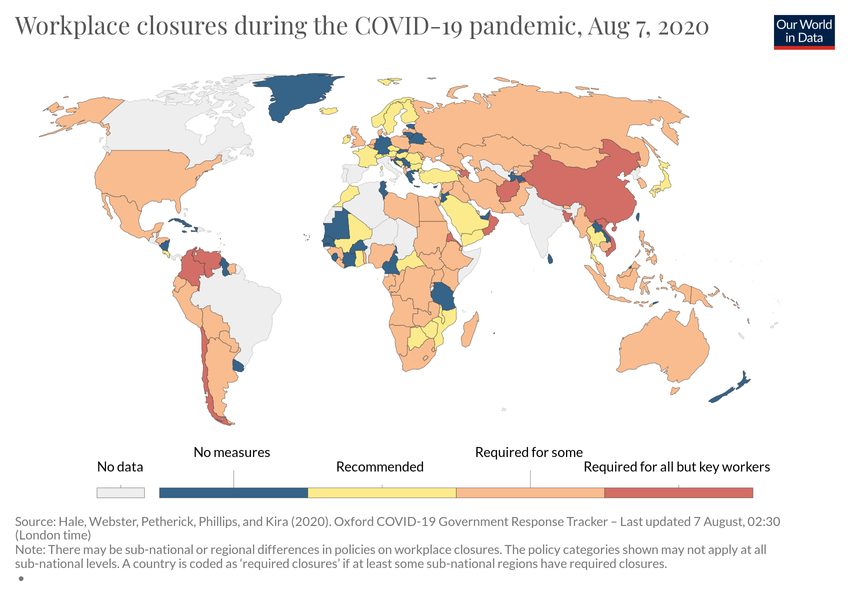 Workplace closures during the COVID-19 pandemic, Aug 7, 2020
Our World
in Data
No data
No measures
Recommended
Required for some
Required for all but key workers
Source: Hale, Webster, Petherick, Phillips, and Kira (2020). Oxford COVID-19 Government Response Tracker – Last updated 7 August, 02:30
(London time)
Note: There may be sub-national or regional differences in policies on workplace closures. The policy categories shown may not apply at all
sub-national levels. A country is coded as 'required closures' if at least some sub-national regions have required closures.